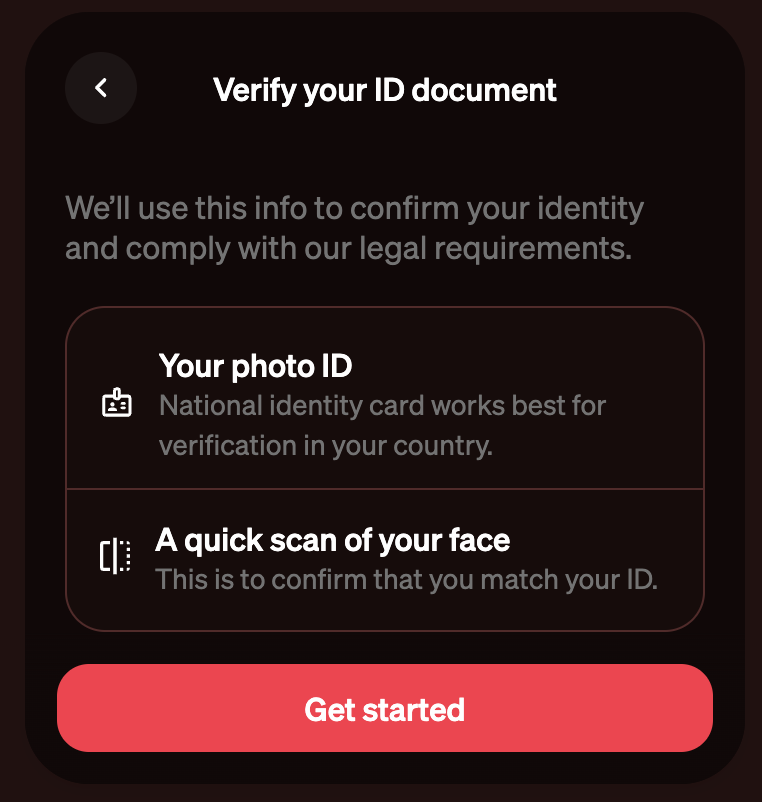 Verify your ID document
We’ll use this info to confirm your identity
and comply with our legal requirements.
Your photo ID
National identity card works best for
verification in your country.
A quick scan of your face
This is to confirm that you match your ID.
Get started